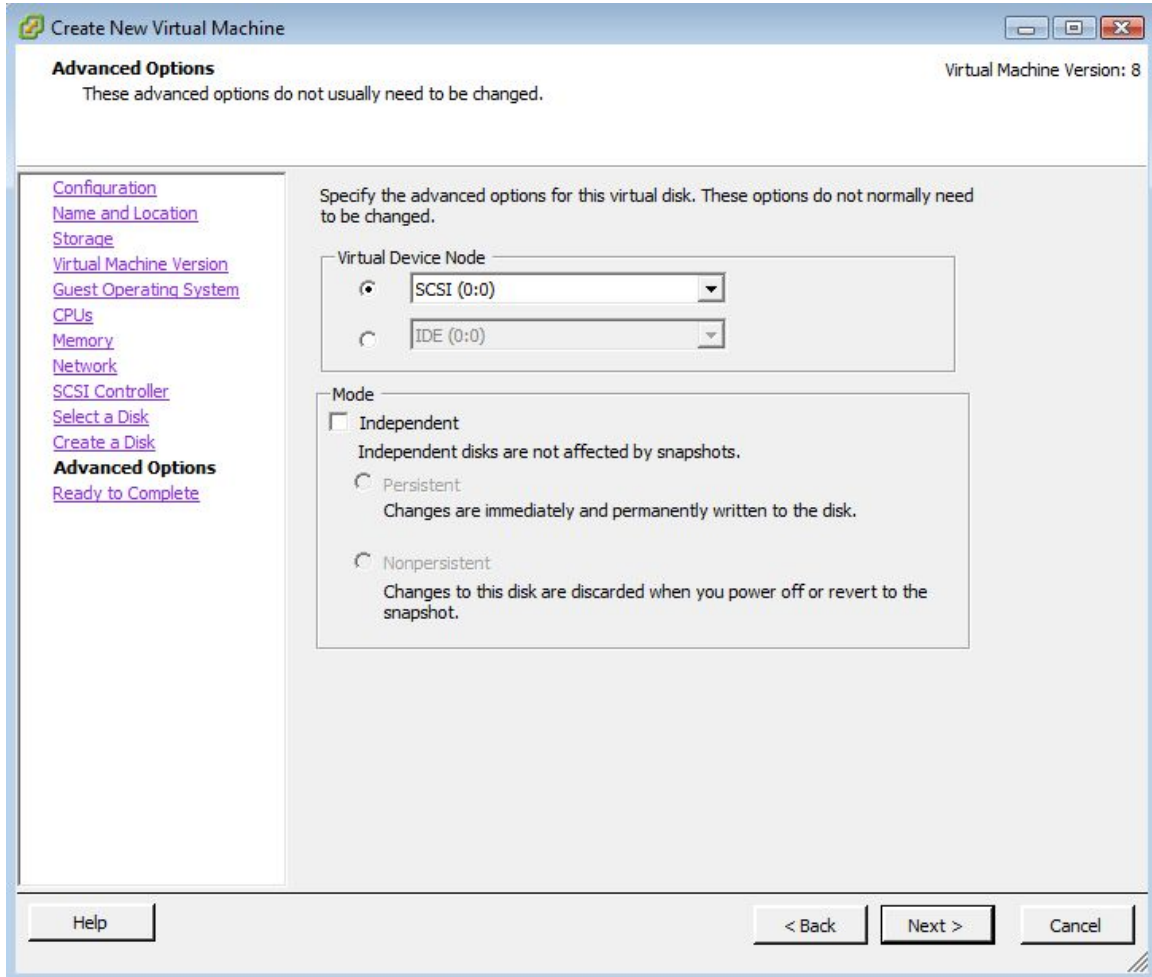 Create New Virtual Machine
Advanced Options
Virtual Machine Version: 8
These advanced options do not usually need to be changed.
Configuration
Name and Location
Storage
Virtual Machine Version
Guest Operating System
CPUs
Memory
Network
SCSI Controller
Select a Disk
Create a Disk
Advanced Options
Ready to Complete
Specify the advanced options for this virtual disk. These options do not normally need
to be changed.
Virtual Device Node
SCSI (0:0)
IDE (0:0)
Mode
Independent
Independent disks are not affected by snapshots.
Persistent
Changes are immediately and permanently written to the disk.
Nonpersistent
Changes to this disk are discarded when you power off or revert to the
snapshot.
Help
< Back
Next >
Cancel